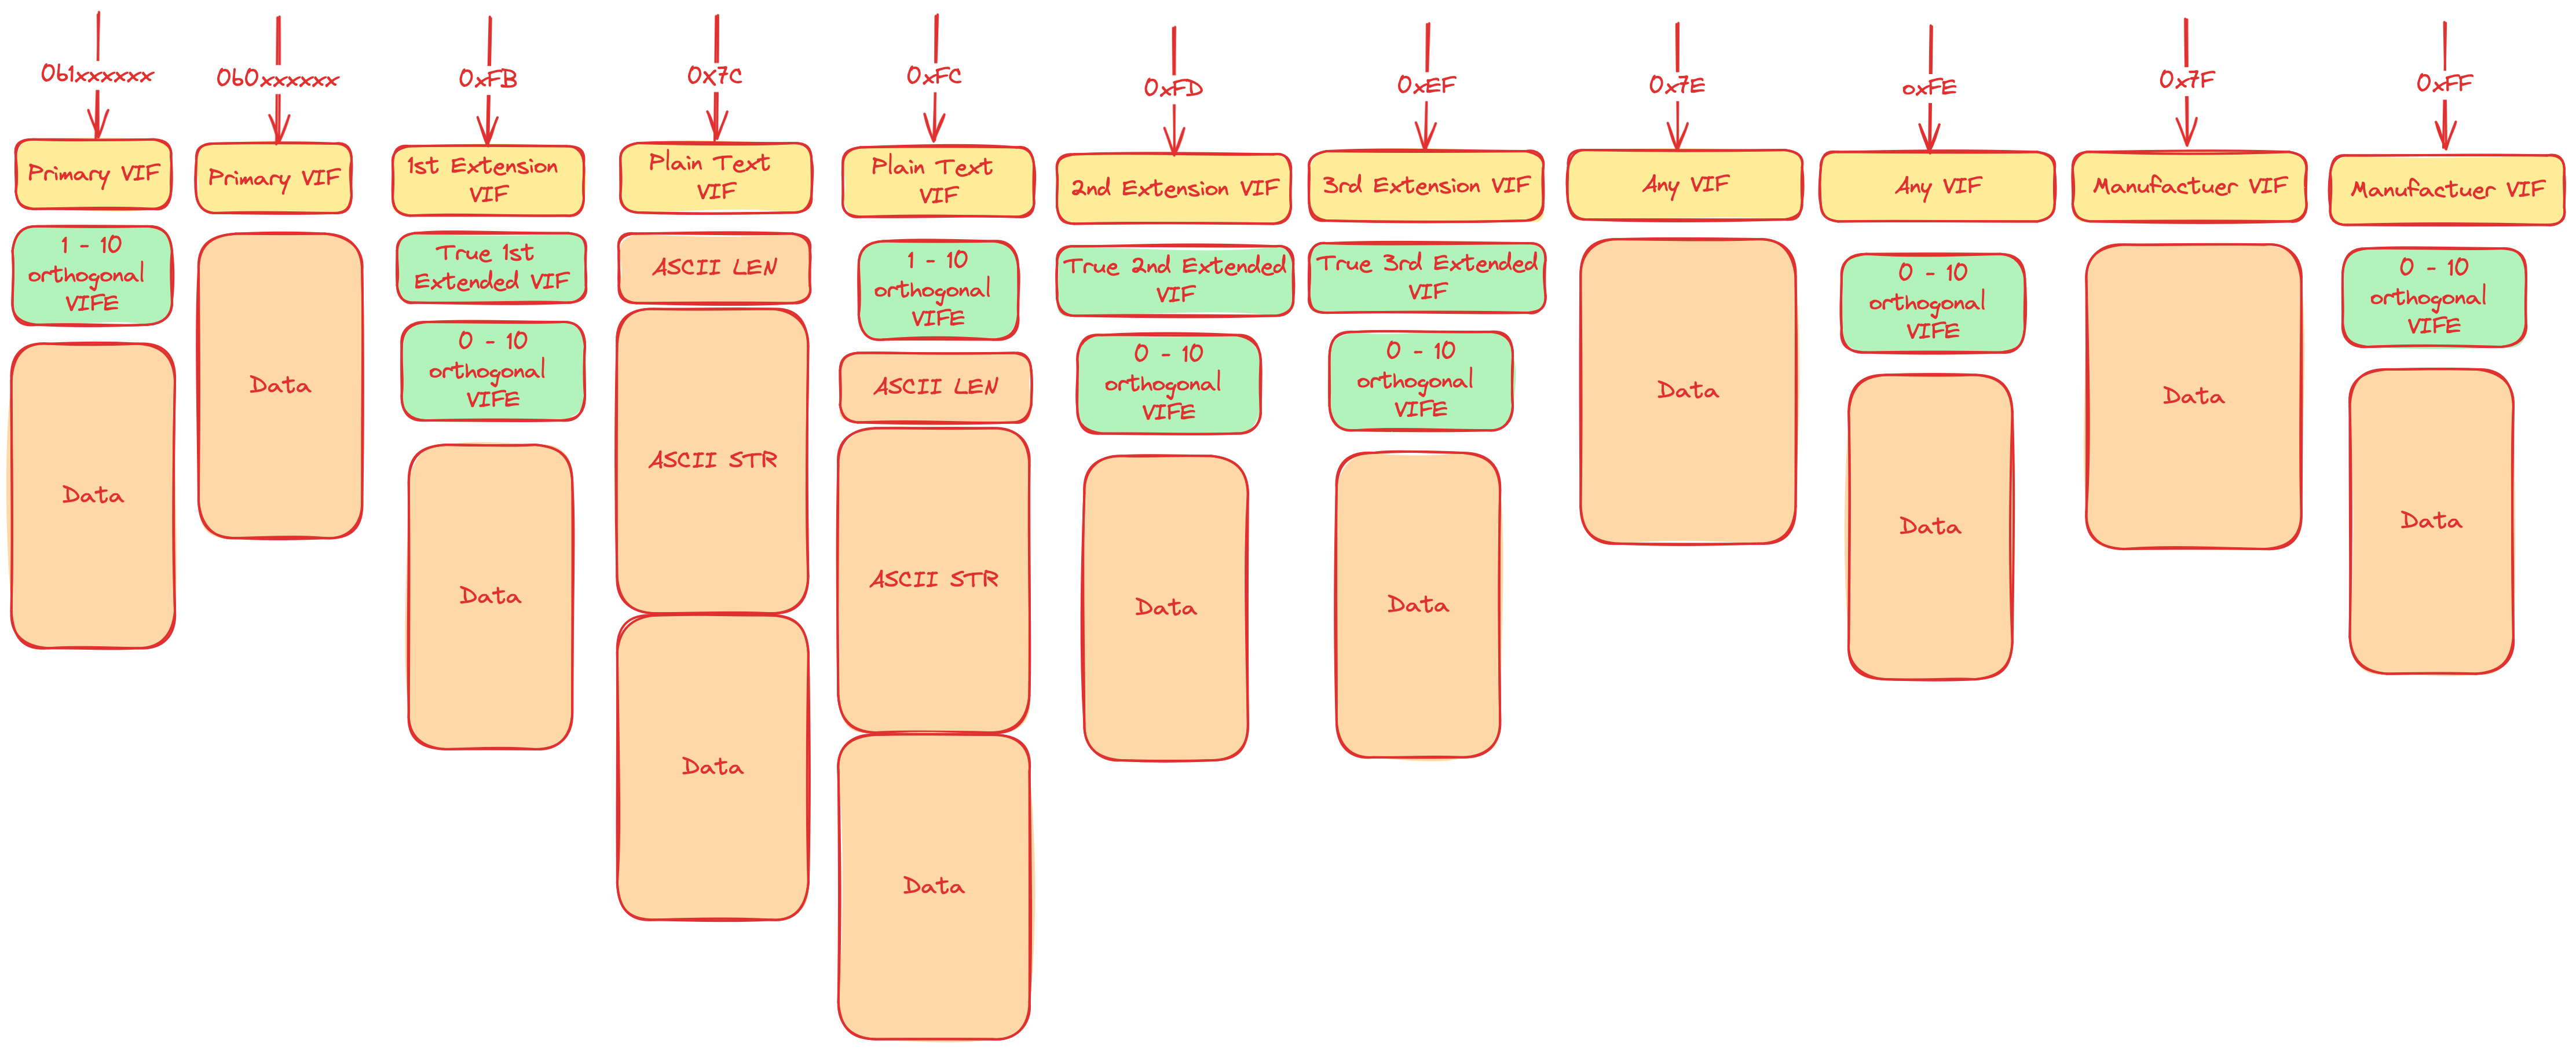 0b1xxxxxx
Primary VIF
1 - 10
orthogonal
VIFE
Data
0b0xxxxxx
Primary VIF
Data
0xFB
1st Extension
VIF
True 1st
Extended VIF
0 - 10
orthogonal
VIFE
Data
0x7C
Plain Text
VIF
ASCII LEN
ASCII STR
Data
0xFC
Plain Text
VIF
1 - 10
orthogonal
VIFE
ASCII LEN
ASCII STR
Data
0xFD
2nd Extension VIF
True 2nd Extended
VIF
0 - 10
orthogonal
VIFE
Data
0xEF
3rd Extension VIF
True 3rd Extended
VIF
0 - 10
orthogonal
VIFE
Data
0x7E
Any VIF
Data
oxFE
Any VIF
0 - 10
orthogonal
VIFE
Data
0x7F
Manufactuer VIF
Data
0xFF
Manufactuer VIF
0 - 10
orthogonal
VIFE
Data